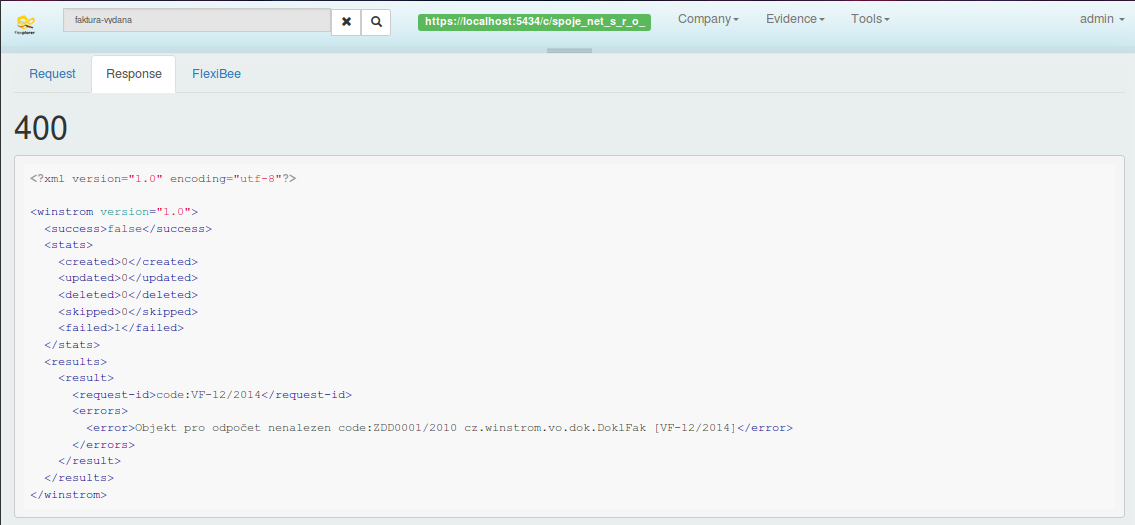 Flexplorer
faktura-vydana
https://localhost:5434/c/spoje_net_s_r_o_
Company
Evidence
Tools
admin
Request
Response
FlexiBee
400
<?xml version="1.0" encoding="utf-8"?>
<winstrom version="1.0">
<success>false</success>
<stats>
<created>0</created>
<updated>0</updated>
<deleted>0</deleted>
<skipped>0</skipped>
<failed>1</failed>
</stats>
<results>
<result>
<request-id>code:VF-12/2014</request-id>
<errors>
<error>Objekt pro odpočet nenalezen code:ZDD0001/2010 cz.winstrom.vo.dok.DoklFak [VF-12/2014]</error>
</errors>
</result>
</results>
</winstrom>